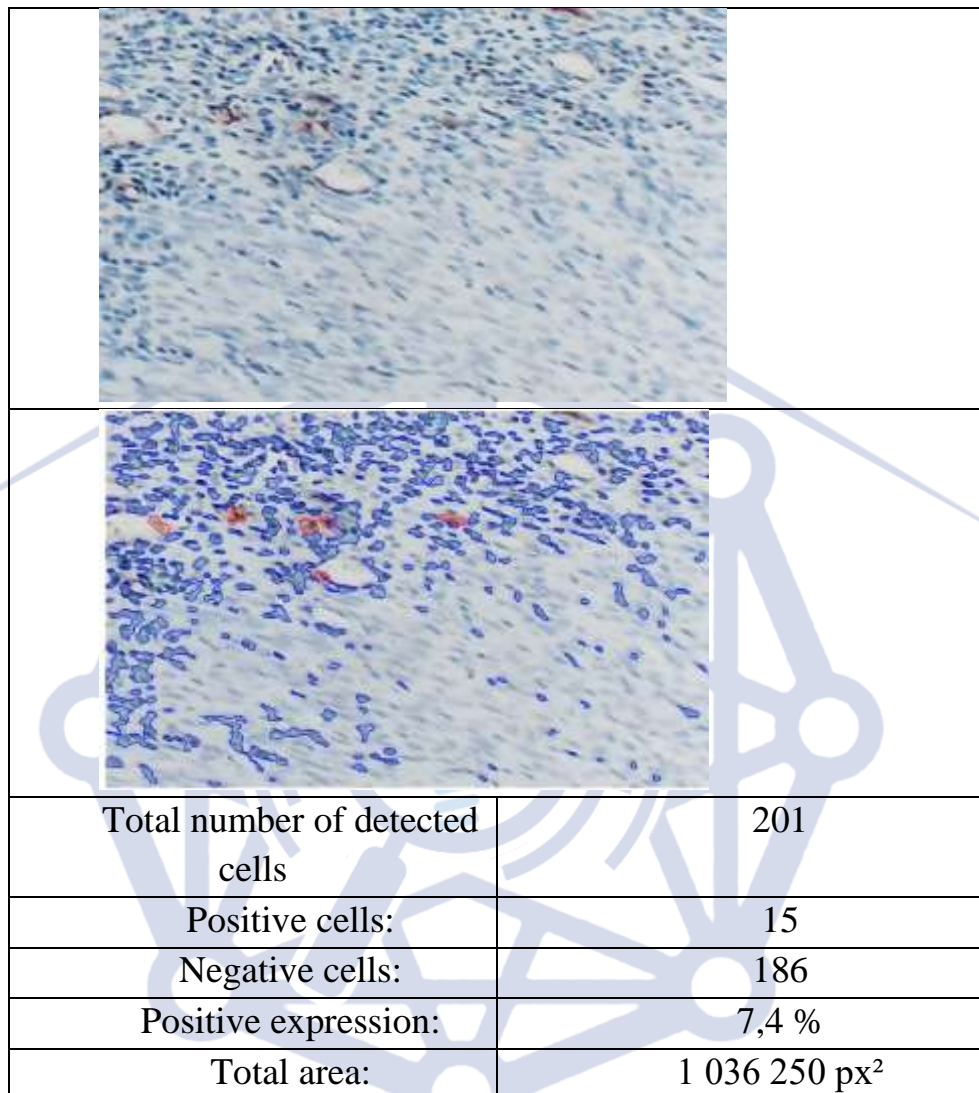 Total number of detected
cells
201
Positive cells:
15
Negative cells:
186
Positive expression:
7,4 %
Total area:
1 036 250 px²